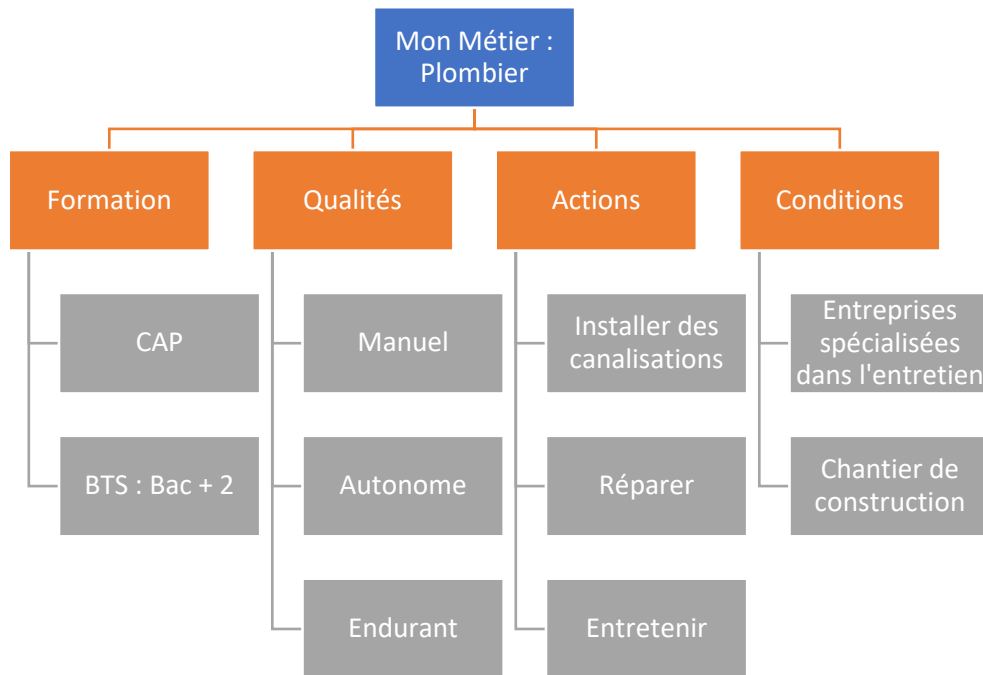 Mon Métier :
Plombier
Formation
Qualités
Actions
Conditions
CAP
BTS : Bac + 2
Manuel
Autonome
Endurant
Installer des
canalisations
Réparer
Entretenir
Entreprises
spécialisées
dans l'entretien
Chantier de
construction